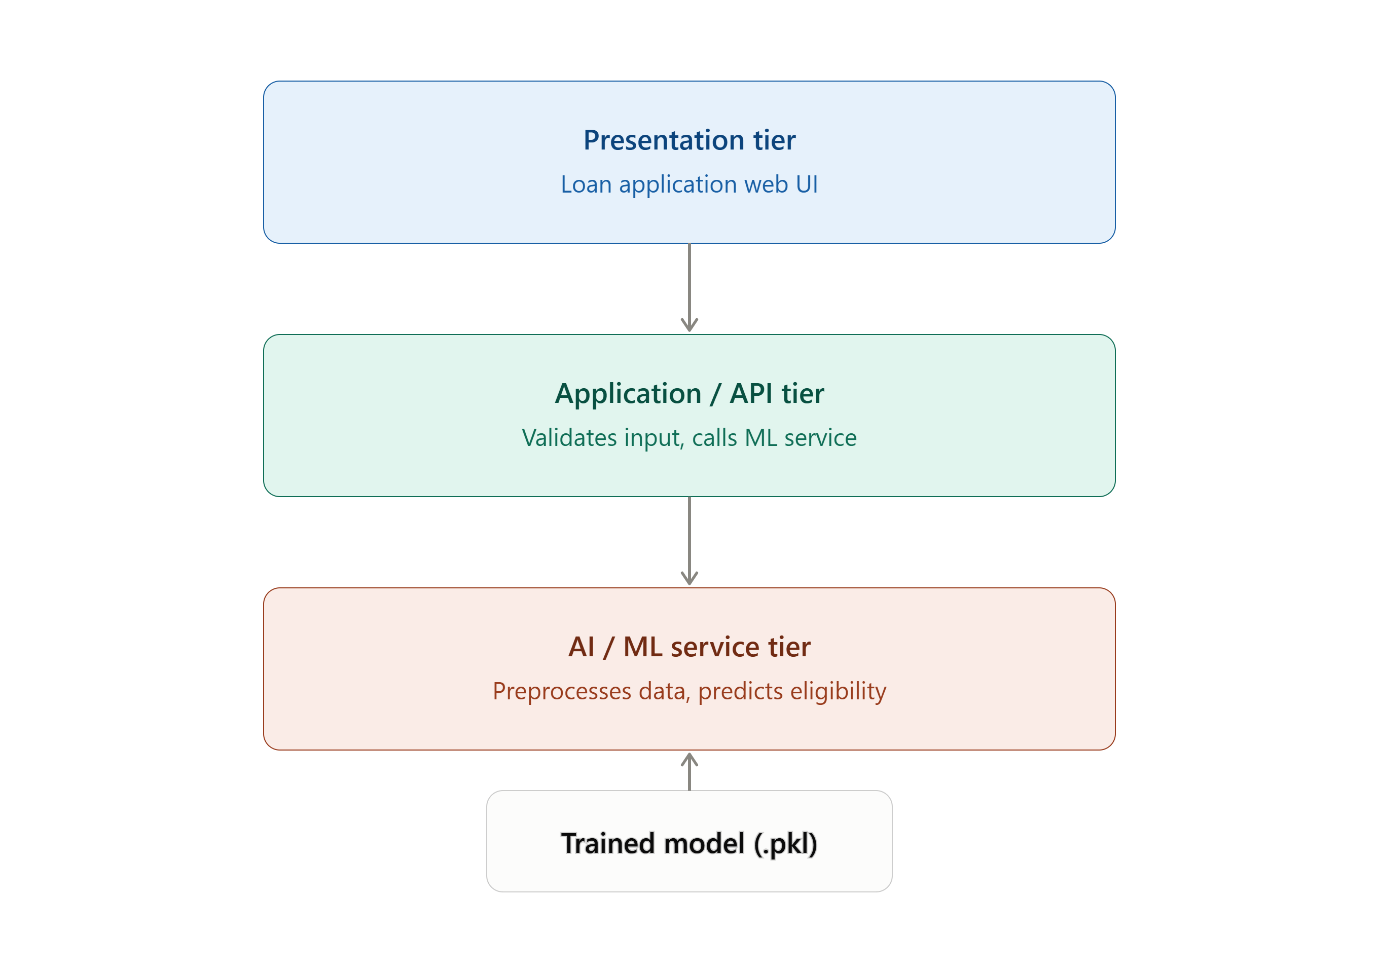 Presentation tier
Loan application web UI
Application / API tier
Validates input, calls ML service
AI / ML service tier
Preprocesses data, predicts eligibility
Trained model (.pkl)